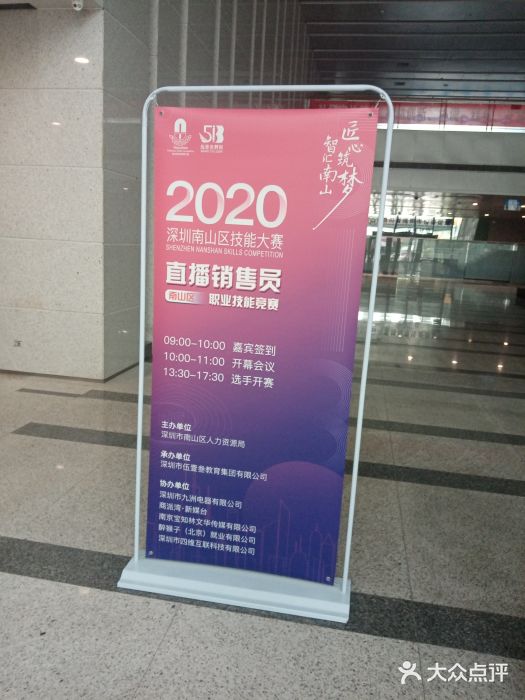 513
匠心筑梦
智汇南山
2020
深圳南山区技能大赛
SHENZHEN NANSHAN SKILLS COMPETITION
直播销售员
南山区 职业技能竞赛
09:00-10:00 嘉宾签到
10:00-11:00 开幕会议
13:30-17:30 选手开赛
主办单位
深圳市南山区人力资源局
承办单位
深圳市伍壹叁教育集团有限公司
协办单位
深圳市九洲电器有限公司
商派湾·新媒台
南京宝知林文华传媒有限公司
醉猴子（北京）就业有限公司
深圳市四维互联科技有限公司
大众点评